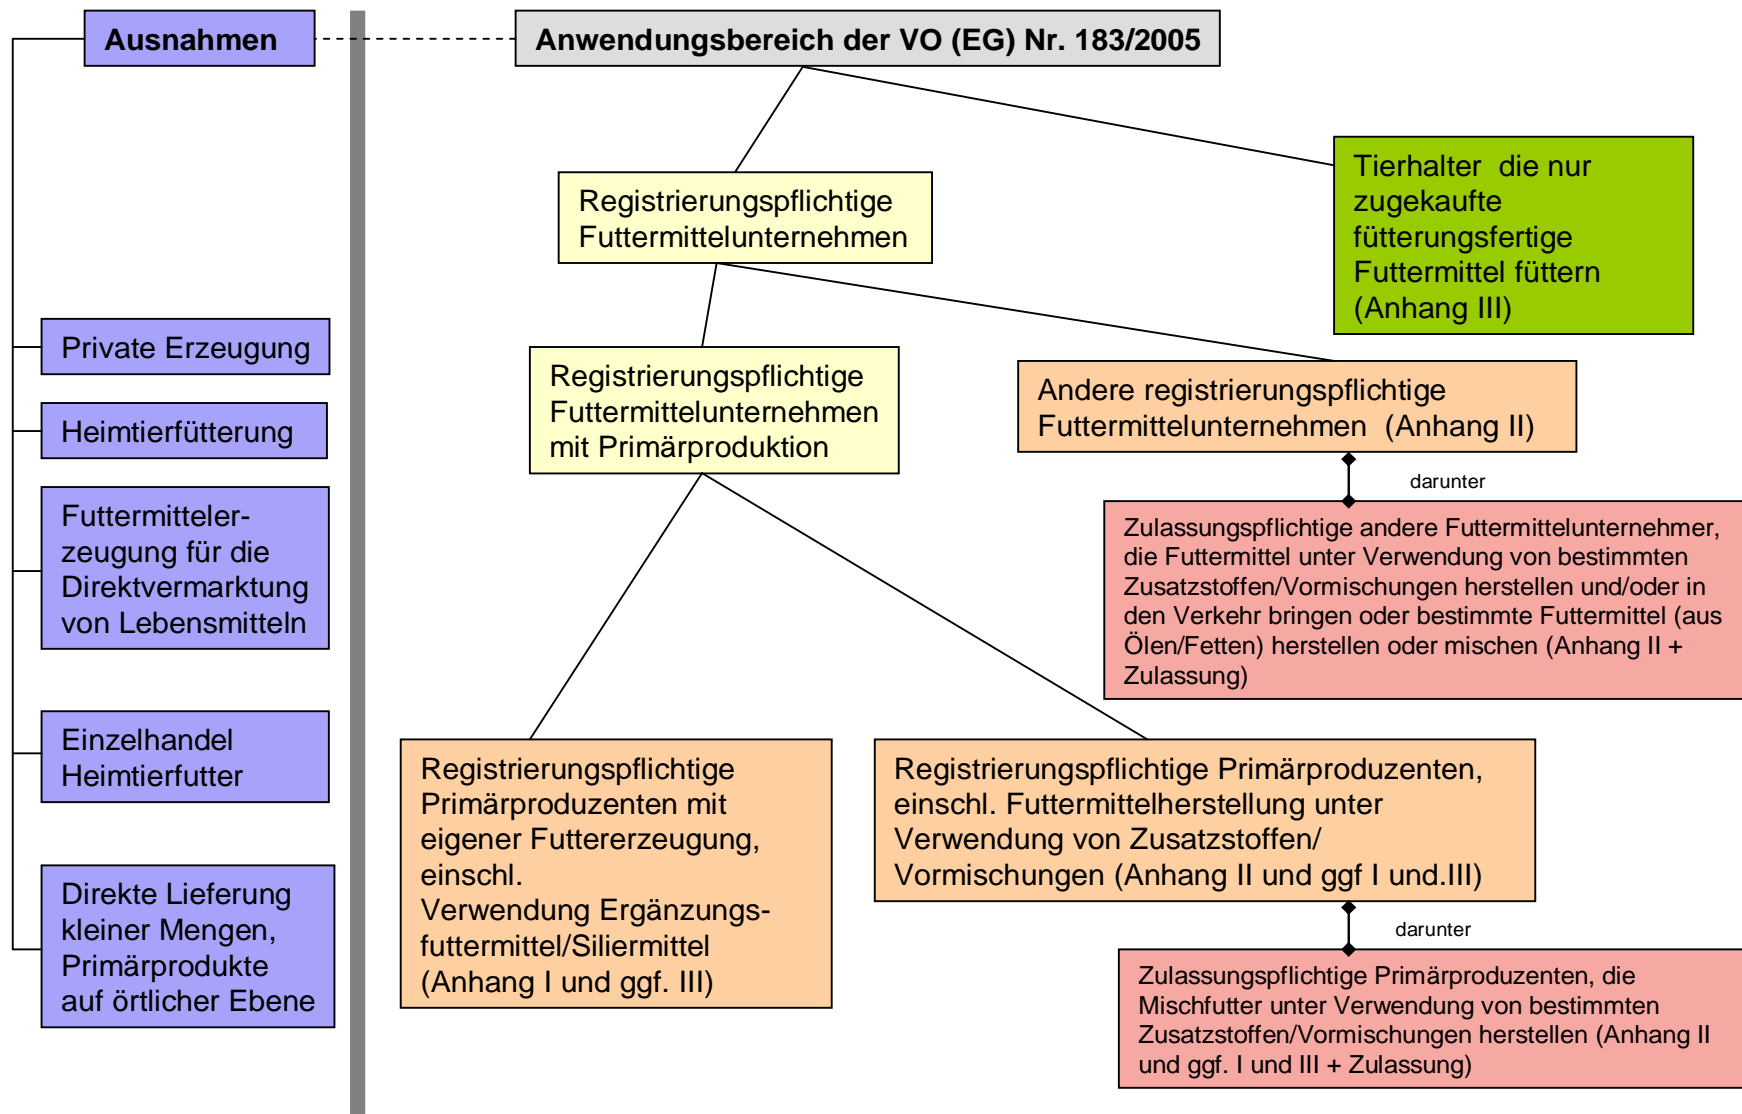 Ausnahmen
Private Erzeugung
Heimtierfütterung
Futtermitteler-
zeugung für die
Direktvermarktung
von Lebensmitteln
Einzelhandel
Heimtierfutter
Direkte Lieferung
kleiner Mengen,
Primärprodukte
auf örtlicher Ebene
Anwendungsbereich der VO (EG) Nr. 183/2005
Registrierungspflichtige
Futtermittelunternehmen
Tierhalter  die nur
zugekaufte
fütterungsfertige
Futtermittel füttern
(Anhang III)
Registrierungspflichtige
Futtermittelunternehmen
mit Primärproduktion
Andere registrierungspflichtige
Futtermittelunternehmen  (Anhang II)
darunter
Zulassungspflichtige andere Futtermittelunternehmer,
die Futtermittel unter Verwendung von bestimmten
Zusatzstoffen/Vormischungen herstellen und/oder in
den Verkehr bringen oder bestimmte Futtermittel (aus
Ölen/Fetten) herstellen oder mischen (Anhang II +
Zulassung)
Registrierungspflichtige
Primärproduzenten mit
eigener Futtererzeugung,
einschl.
Verwendung Ergänzungs-
futtermittel/Siliermittel
(Anhang I und ggf. III)
Registrierungspflichtige Primärproduzenten,
einschl. Futtermittelherstellung unter
Verwendung von Zusatzstoffen/
Vormischungen (Anhang II und ggf I und.III)
darunter
Zulassungspflichtige Primärproduzenten, die
Mischfutter unter Verwendung von bestimmten
Zusatzstoffen/Vormischungen herstellen (Anhang II
und ggf. I und III + Zulassung)